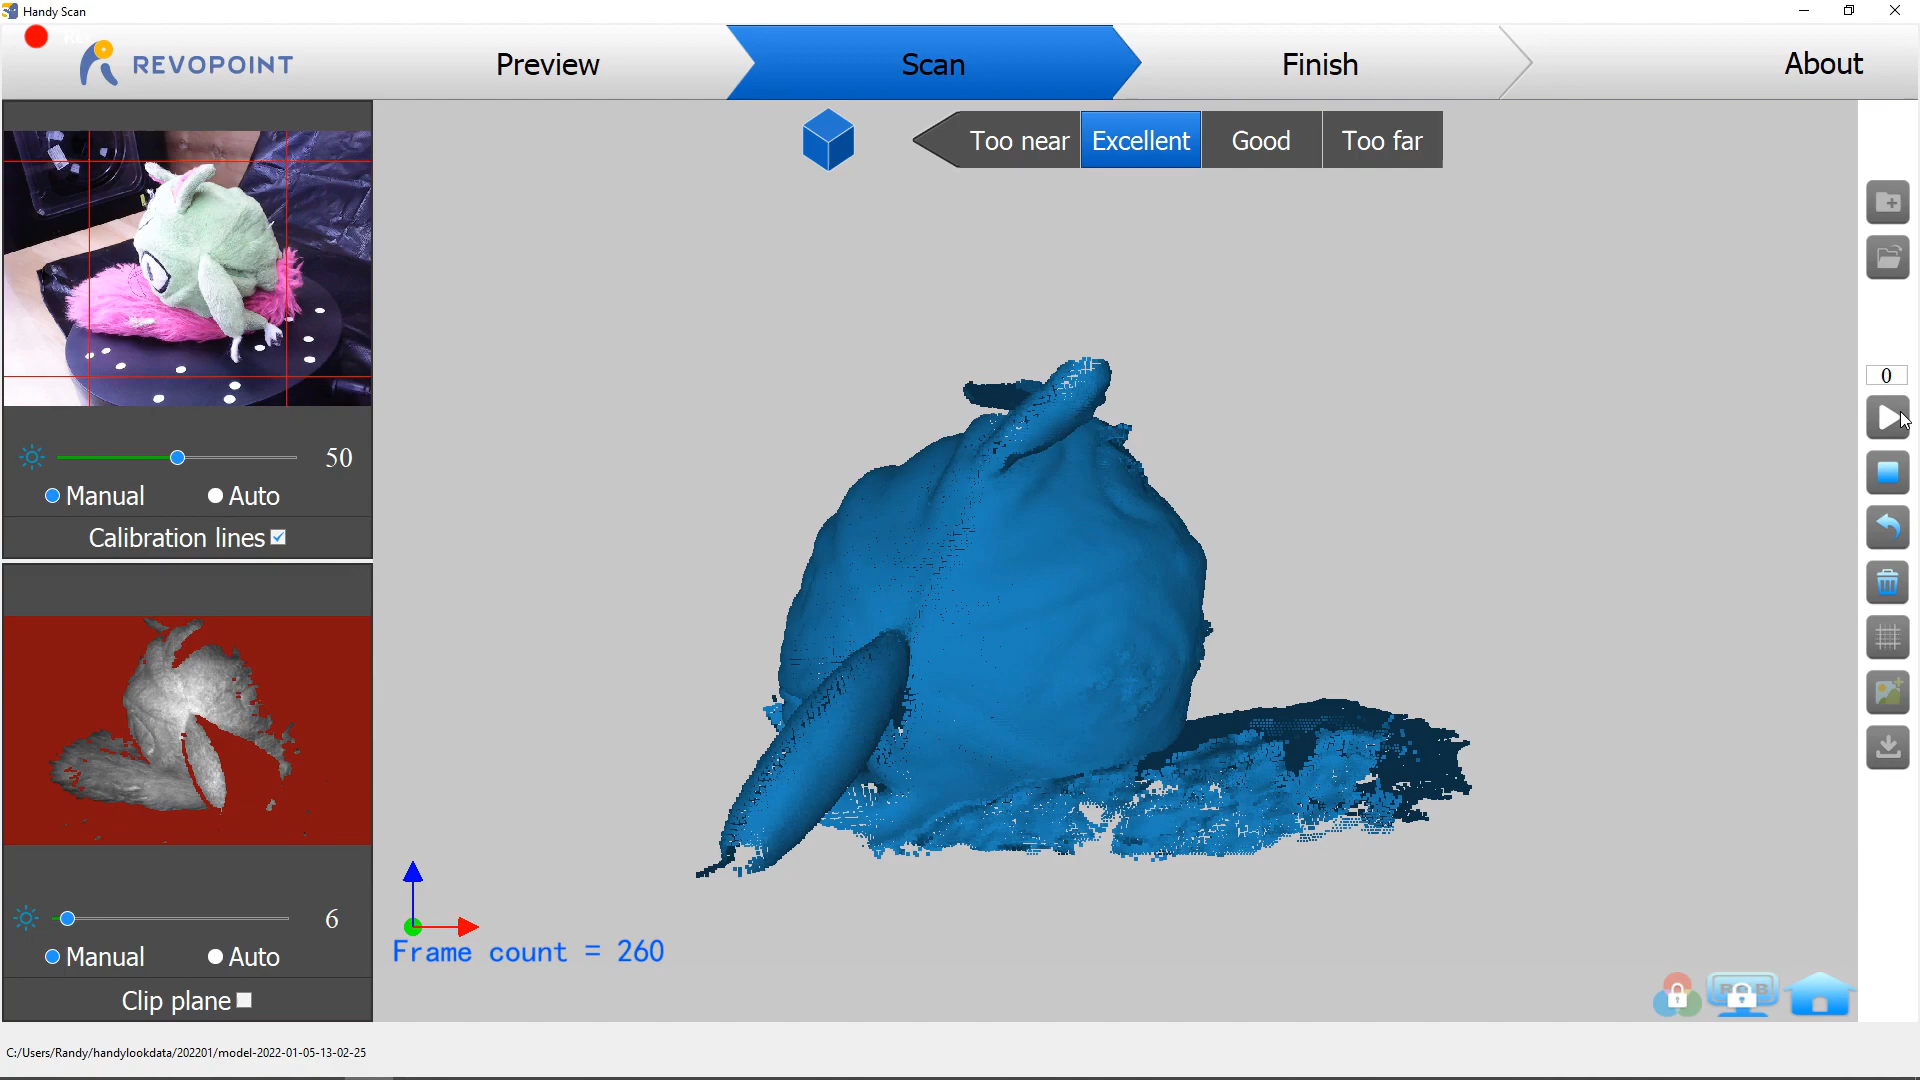 Handy Scan
REVOPOINT
Preview
Scan
Finish
About
Too near
Excellent
Good
Too far
50
Manual
Auto
Calibration lines
6
Manual
Auto
Clip plane
0
Frame count = 260
RGB
C:/Users/Randy/handylookdata/202201/model-2022-01-05-13-02-25